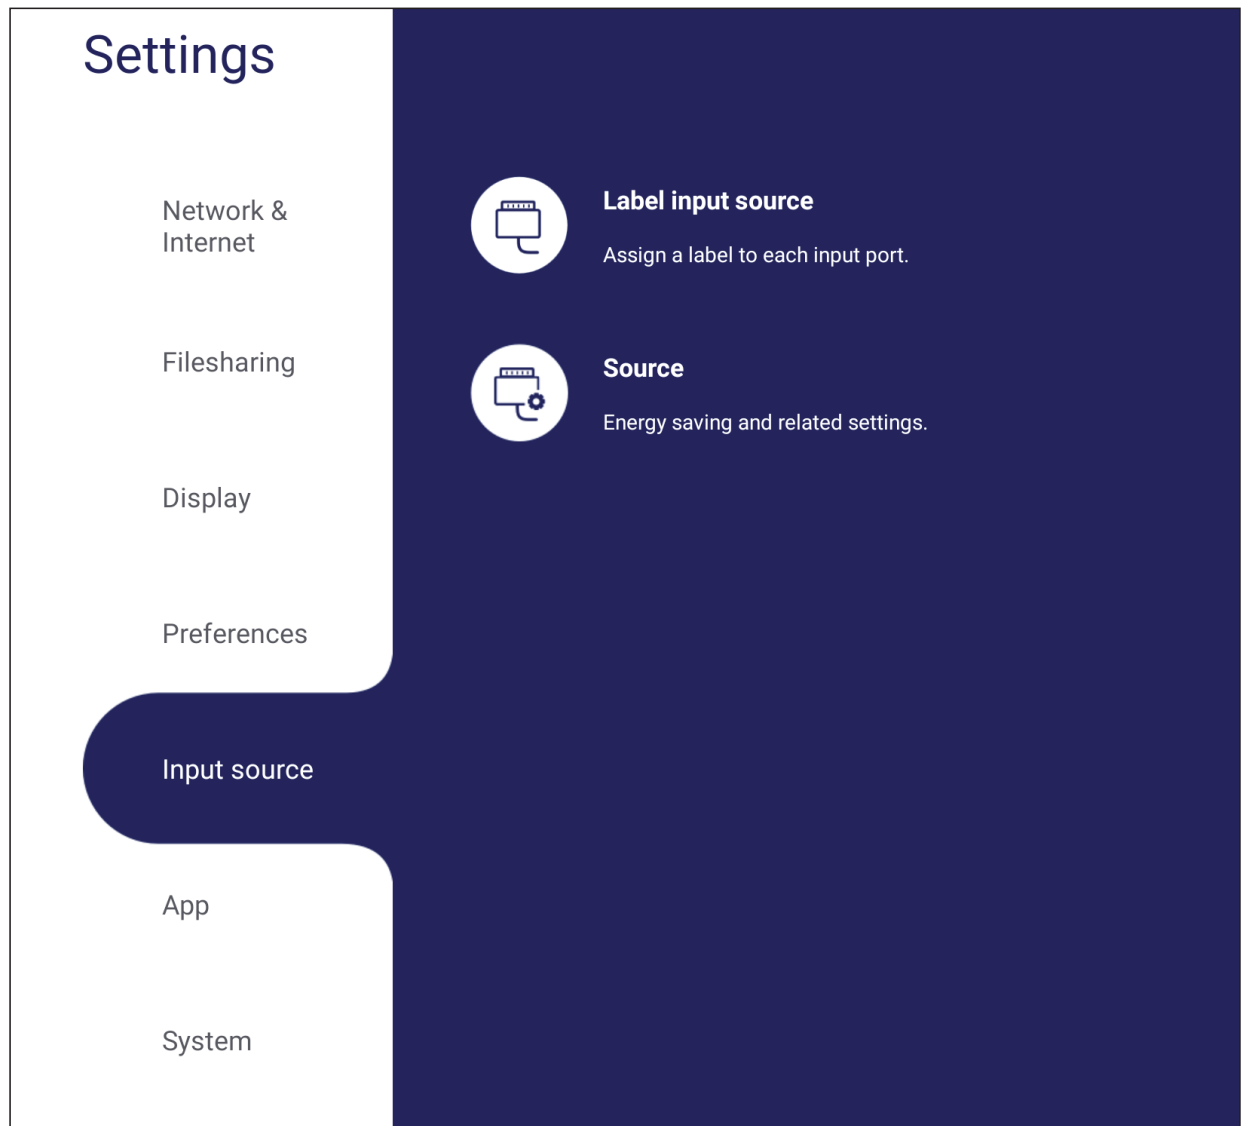 Settings
Network &
Internet
Filesharing
Display
Preferences
Input source
App
System
Label input source
Assign a label to each input port.
Source
Energy saving and related settings.